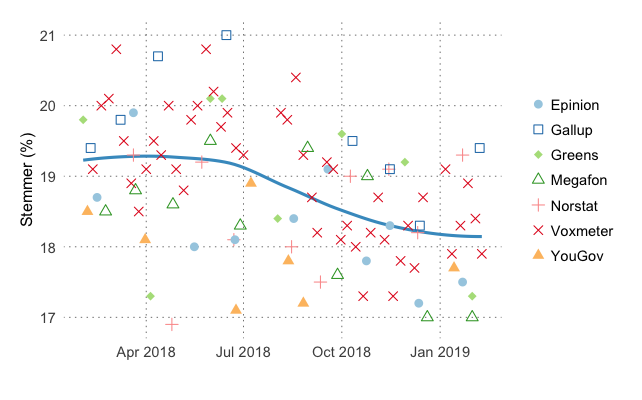 Stemmer (%)
21
20
19
18
17
Apr 2018
Jul 2018
Oct 2018
Jan 2019
Epinion
Gallup
Greens
Megafon
Norstat
Voxmeter
YouGov